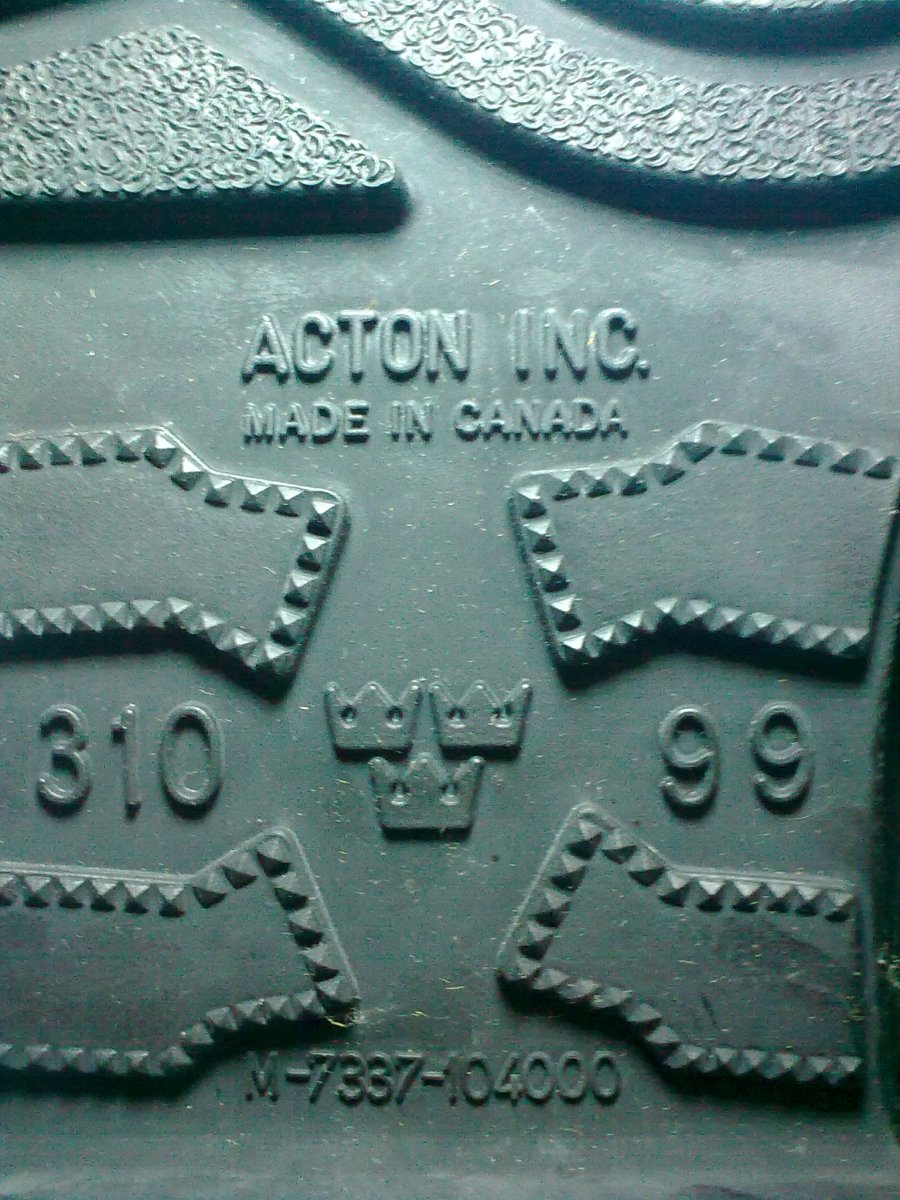 ACTON INC.
MADE IN CANADA
310 99
M-7337-104000